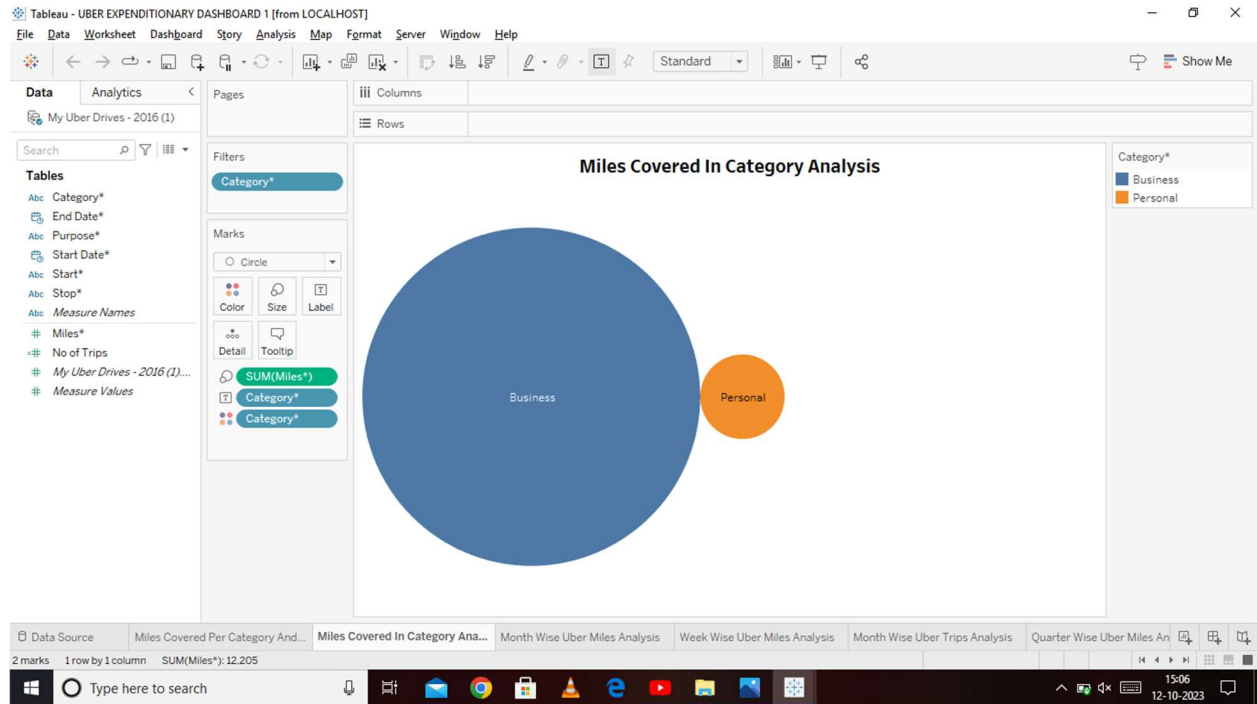 Tableau - UBER EXPENDITIONARY DASHBOARD 1 [from LOCALHOST]
File Data Worksheet Dashboard Story Analysis Map Format Server Window Help
Standard
Show Me
Data Analytics
Pages
Columns
My Uber Drives - 2016 (1)
Rows
Search
Filters
Miles Covered In Category Analysis
Category*
Tables
Category*
Business
Abc Category*
Personal
End Date*
Abc Purpose*
Marks
Start Date*
Circle
Abc Start*
Abc Stop*
Color Size Label
Abc Measure Names
# Miles*
Detail Tooltip
=# No of Trips
# My Uber Drives - 2016 (1)....
SUM(Miles*)
# Measure Values
Category*
Category*
Business
Personal
Data Source Miles Covered Per Category And... Miles Covered In Category Ana... Month Wise Uber Miles Analysis Week Wise Uber Miles Analysis Month Wise Uber Trips Analysis Quarter Wise Uber Miles An
2 marks 1 row by 1 column SUM(Miles*): 12,205
Type here to search
15:06
12-10-2023